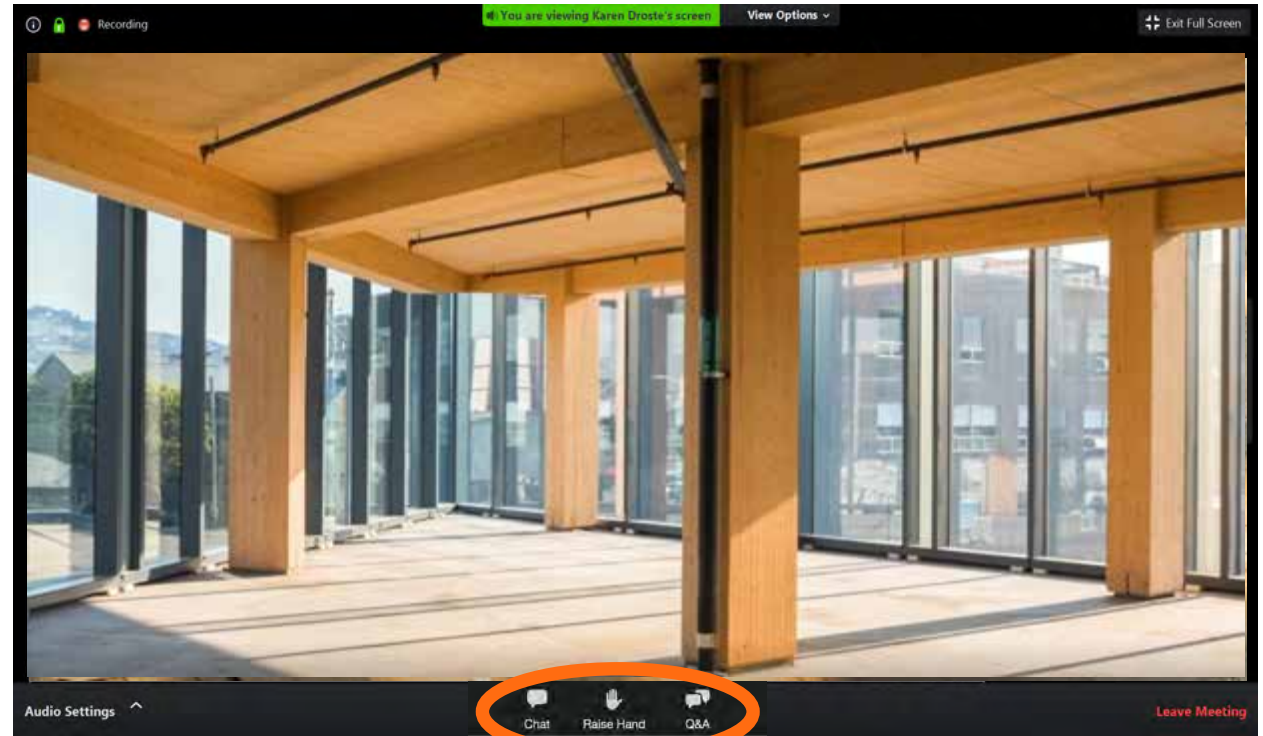 Recording
You are viewing Karen Droste's screen
View Options
Exit Full Screen
Audio Settings
Chat
Raise Hand
Q&A
Leave Meeting